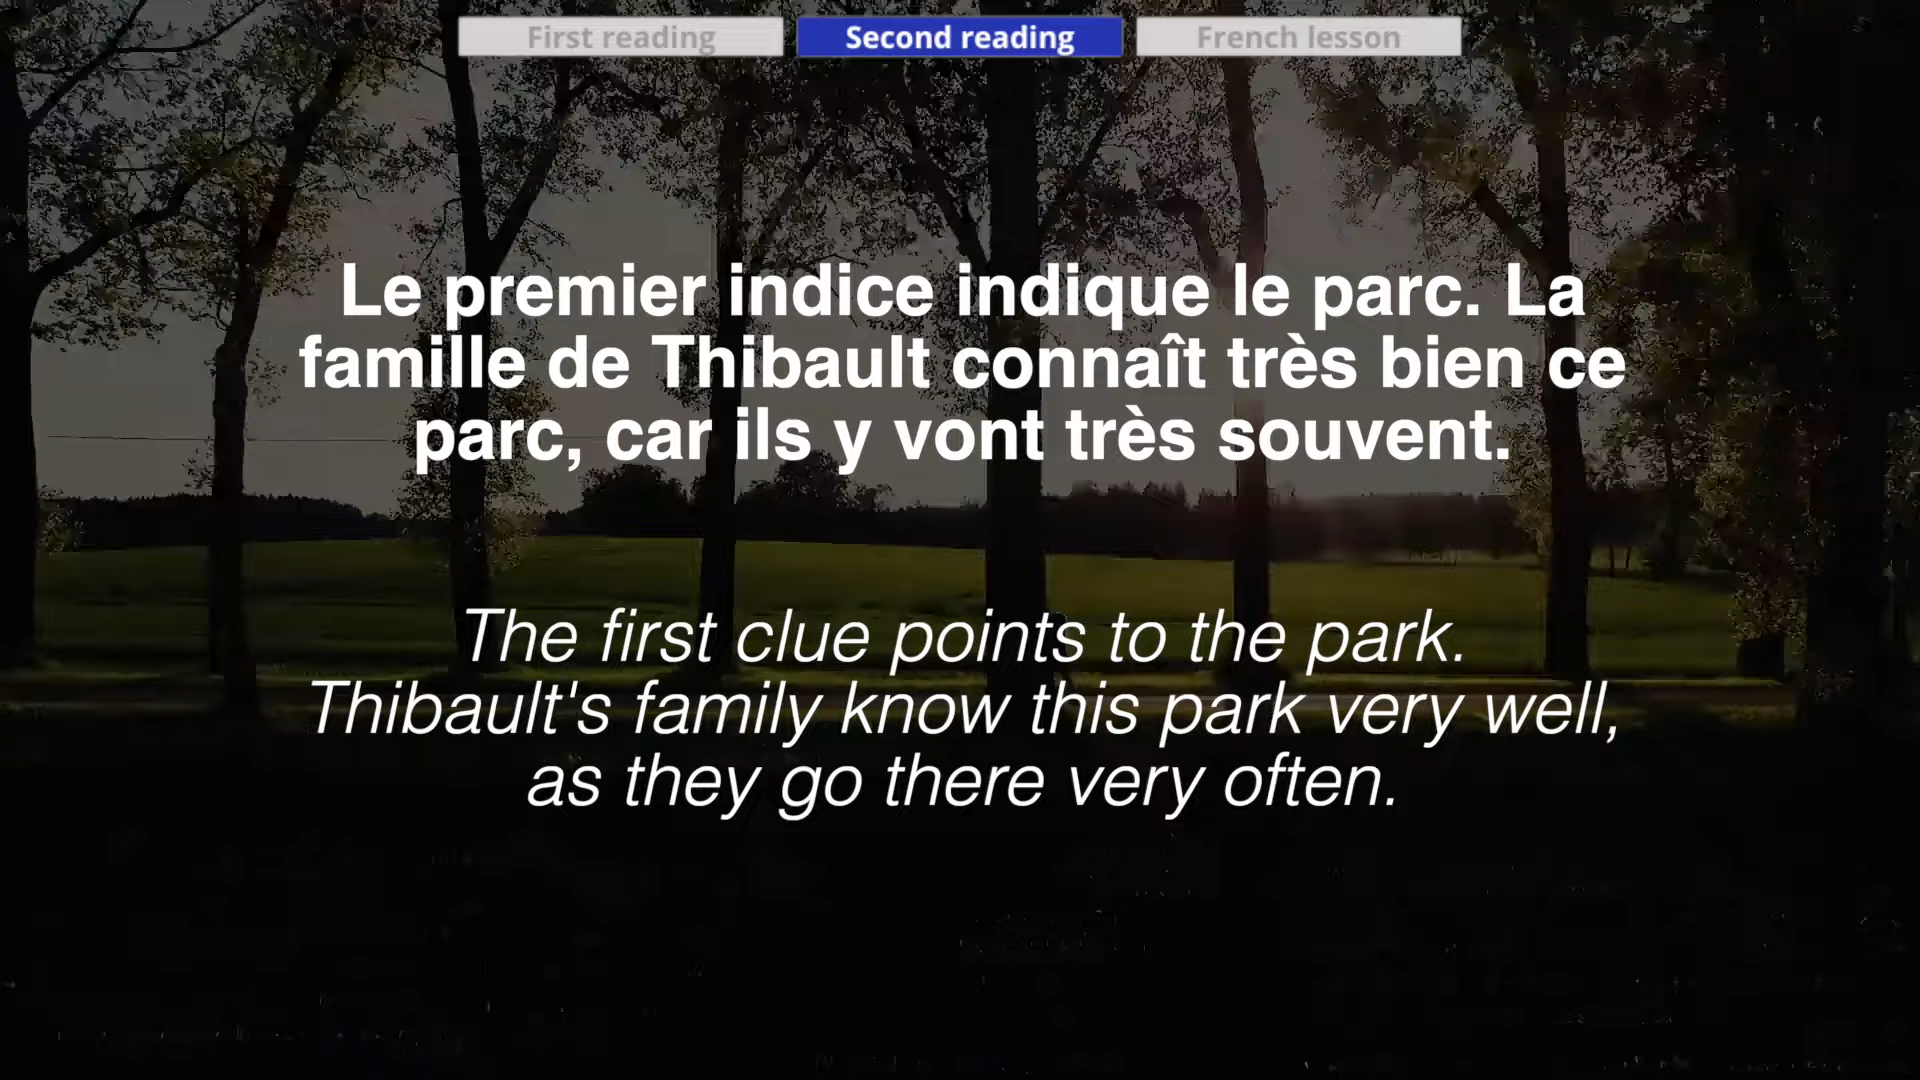 First reading
Second reading
French lesson
Le premier indice indique le parc. La
famille de Thibault connaît très bien ce
parc, car ils y vont très souvent.
The first clue points to the park.
Thibault's family know this park very well,
as they go there very often.